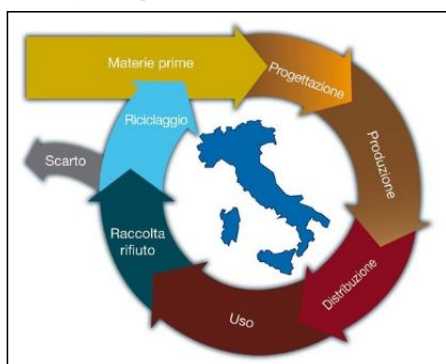 Materie prime
Progettazione
Produzione
Distribuzione
Uso
Raccolta
rifiuto
Riciclaggio
Scarto